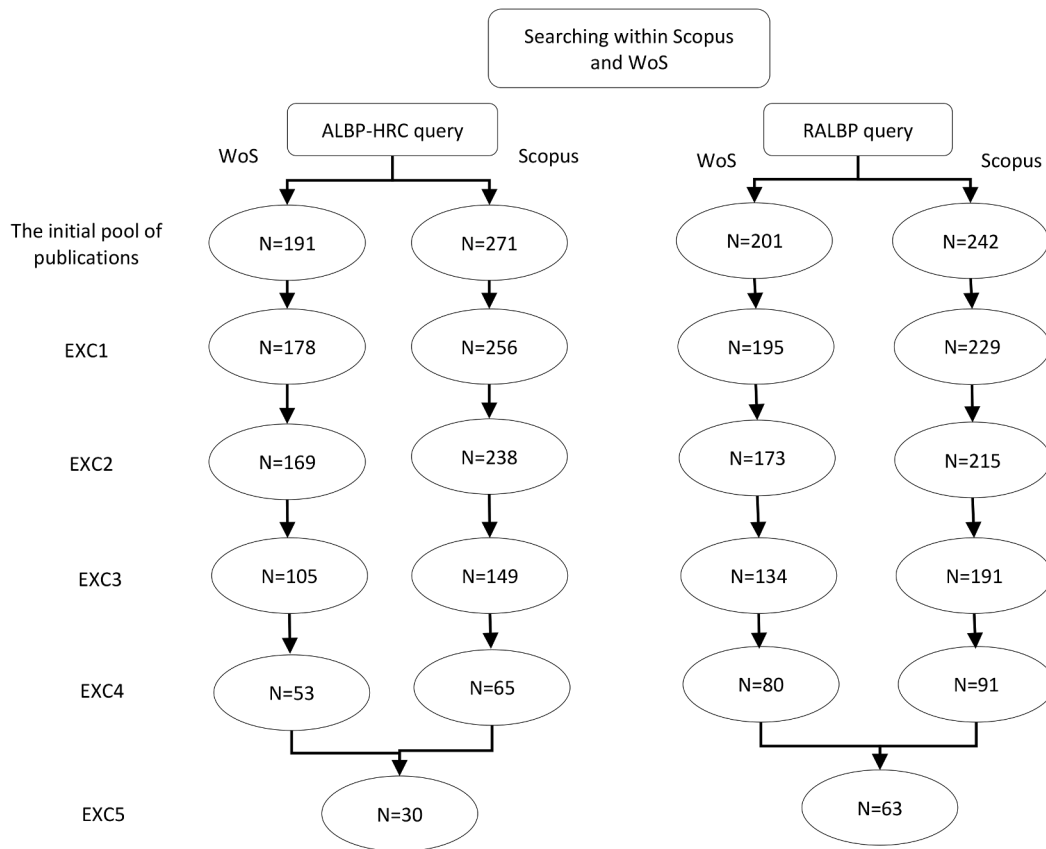 Searching within Scopus
and WoS
ALBP-HRC query
RALBP query
WoS
Scopus
WoS
Scopus
The initial pool of
publications
N=191
N=271
N=201
N=242
EXC1
N=178
N=256
N=195
N=229
EXC2
N=169
N=238
N=173
N=215
EXC3
N=105
N=149
N=134
N=191
EXC4
N=53
N=65
N=80
N=91
EXC5
N=30
N=63